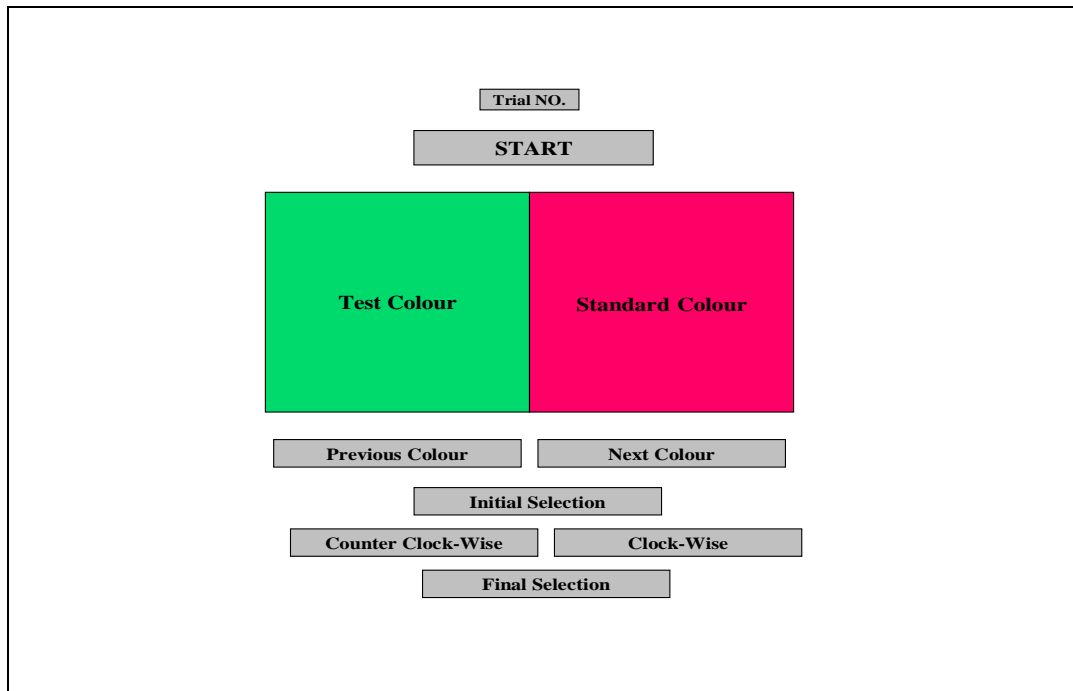 Trial NO.
START
Test Colour
Standard Colour
Previous Colour
Next Colour
Initial Selection
Counter Clock-Wise
Clock-Wise
Final Selection